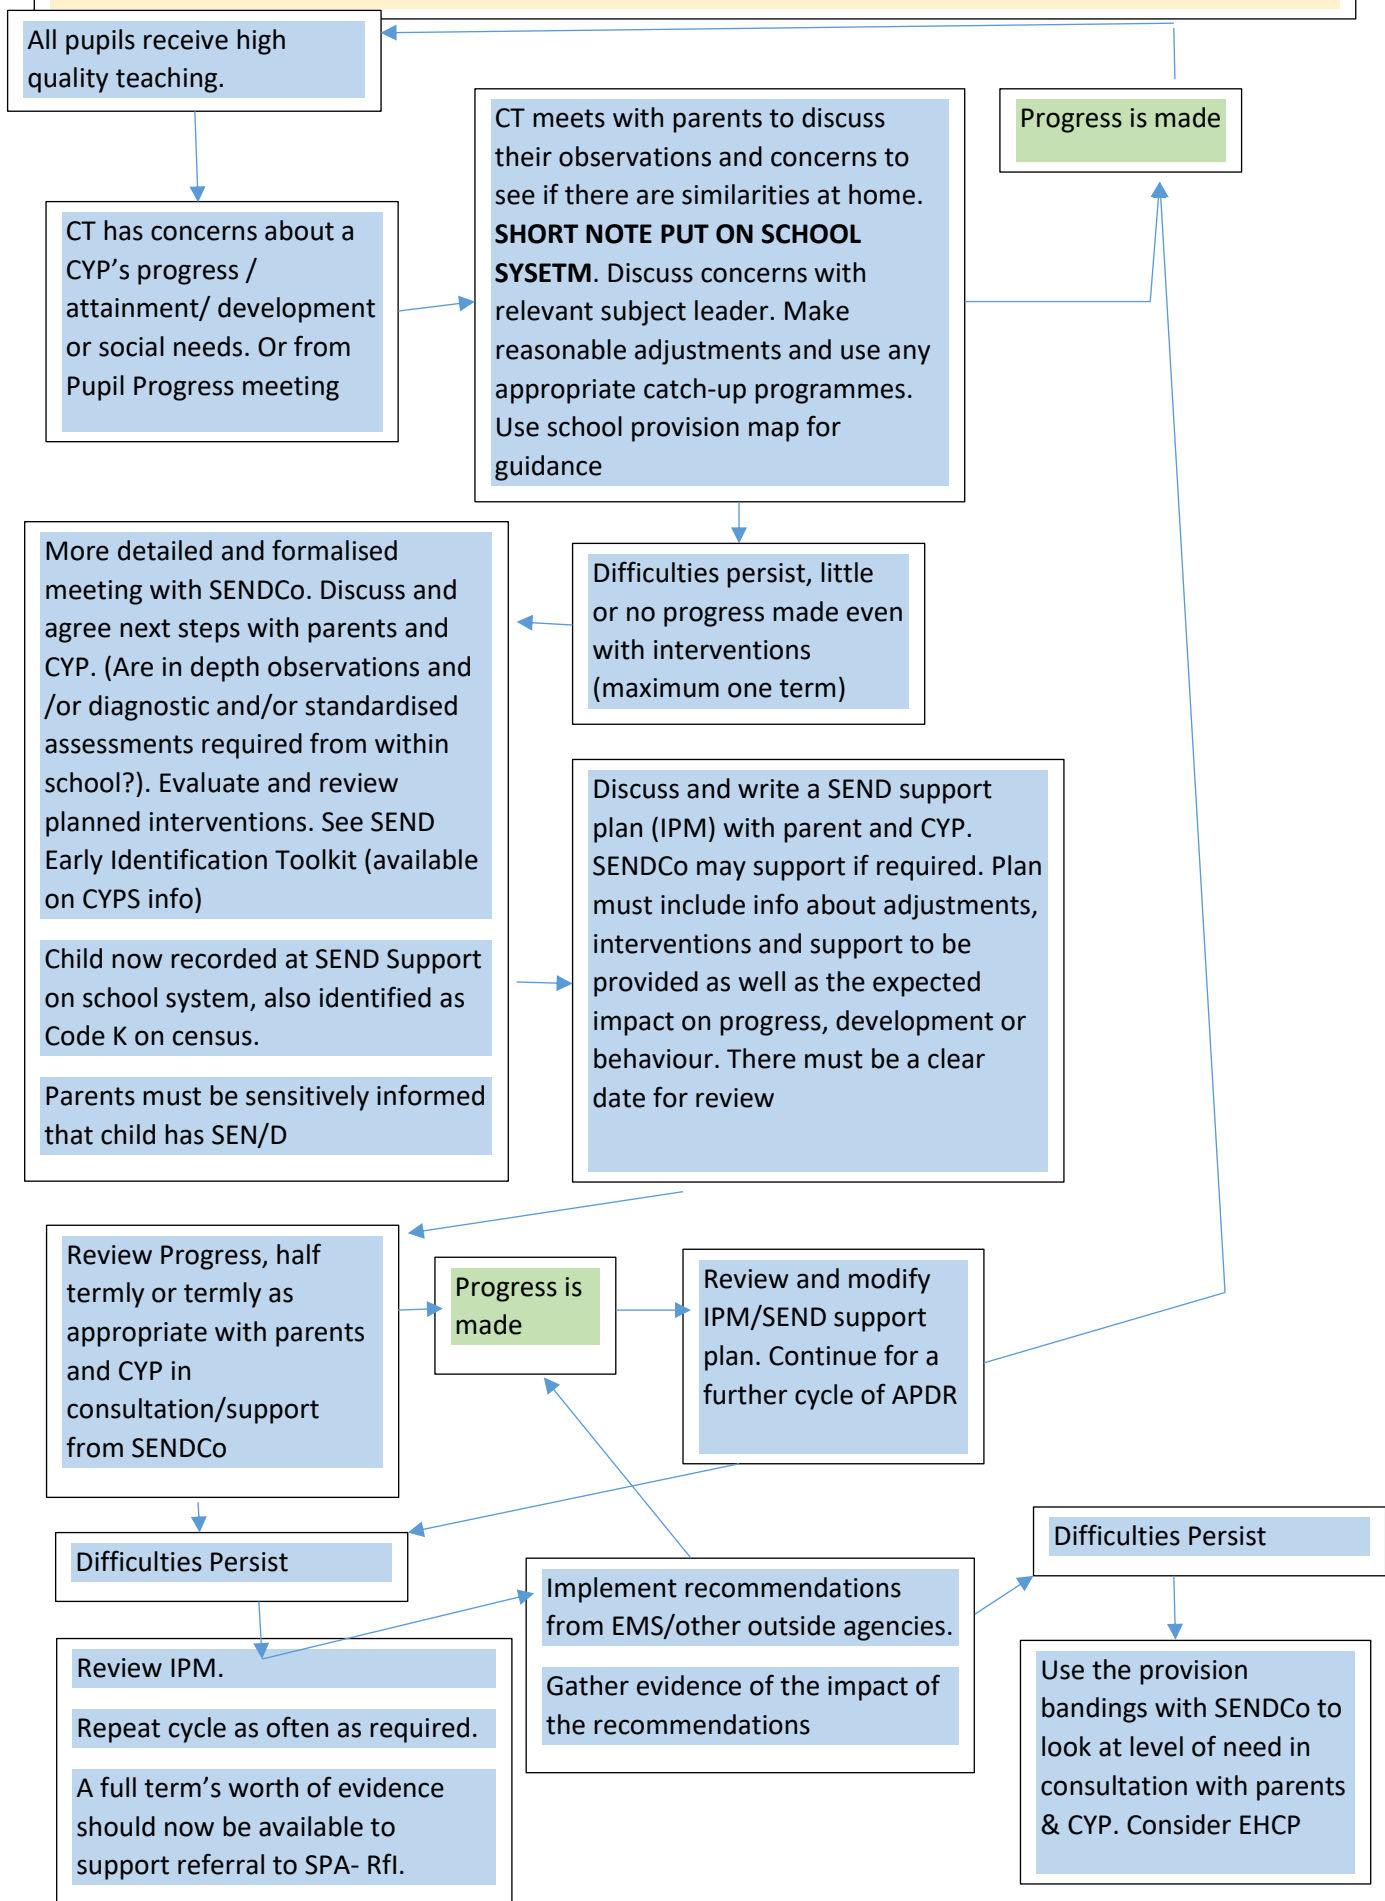 All pupils receive high
quality teaching.
CT meets with parents to discuss
their observations and concerns to
see if there are similarities at home.
SHORT NOTE PUT ON SCHOOL
SYSETM. Discuss concerns with
relevant subject leader. Make
reasonable adjustments and use any
appropriate catch-up programmes.
Use school provision map for
guidance
Progress is made
CT has concerns about a
CYP’s progress /
attainment/ development
or social needs. Or from
Pupil Progress meeting
More detailed and formalised
meeting with SENDCo. Discuss and
agree next steps with parents and
CYP. (Are in depth observations and
/or diagnostic and/or standardised
assessments required from within
school?). Evaluate and review
planned interventions. See SEND
Early Identification Toolkit (available
on CYPS info)
Child now recorded at SEND Support
on school system, also identified as
Code K on census.
Parents must be sensitively informed
that child has SEN/D
Difficulties persist, little
or no progress made even
with interventions
(maximum one term)
Discuss and write a SEND support
plan (IPM) with parent and CYP.
SENDCo may support if required. Plan
must include info about adjustments,
interventions and support to be
provided as well as the expected
impact on progress, development or
behaviour. There must be a clear
date for review
Review Progress, half
termly or termly as
appropriate with parents
and CYP in
consultation/support
from SENDCo
Progress is
made
Review and modify
IPM/SEND support
plan. Continue for a
further cycle of APDR
Difficulties Persist
Implement recommendations
from EMS/other outside agencies.
Gather evidence of the impact of
the recommendations
Difficulties Persist
Review IPM.
Repeat cycle as often as required.
A full term’s worth of evidence
should now be available to
support referral to SPA- RfI.
Use the provision
bandings with SENDCo to
look at level of need in
consultation with parents
& CYP. Consider EHCP